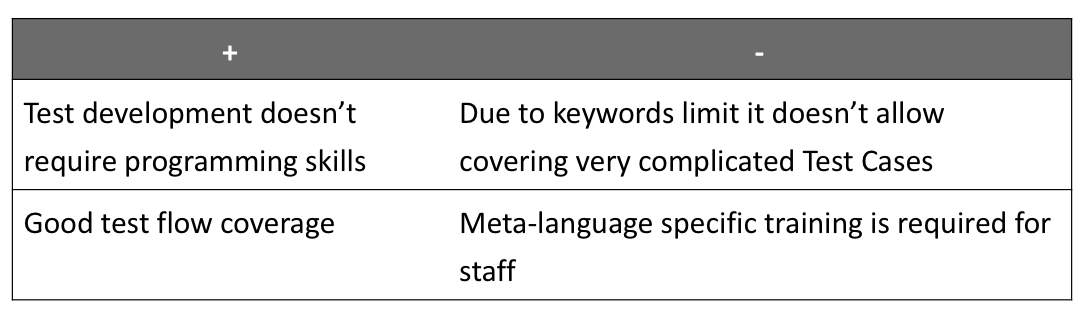 + -
Test development doesn’t
require programming skills
Due to keywords limit it doesn’t allow
covering very complicated Test Cases
Good test flow coverage
Meta-language specific training is required for
staff